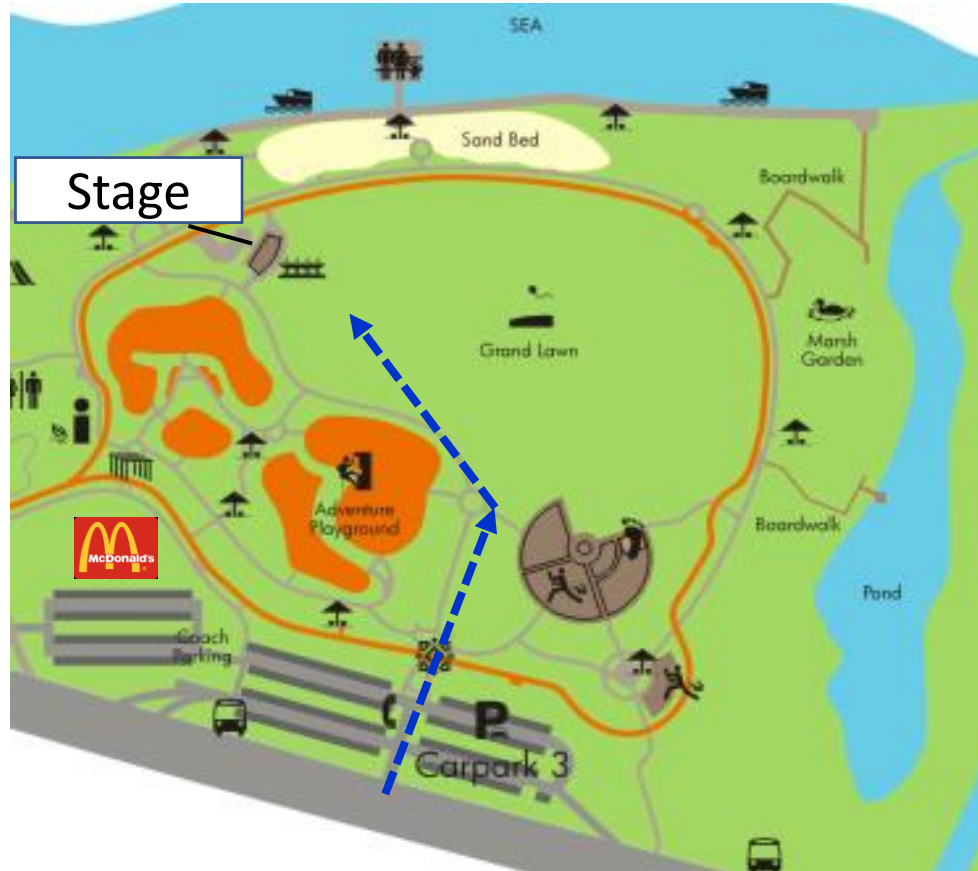 SEA
Sand Bed
Boardwalk
Stage
Grand Lawn
Marsh
Garden
Adventure
Playground
Boardwalk
McDonald's
Pond
Coach
Parking
P
Carpark 3